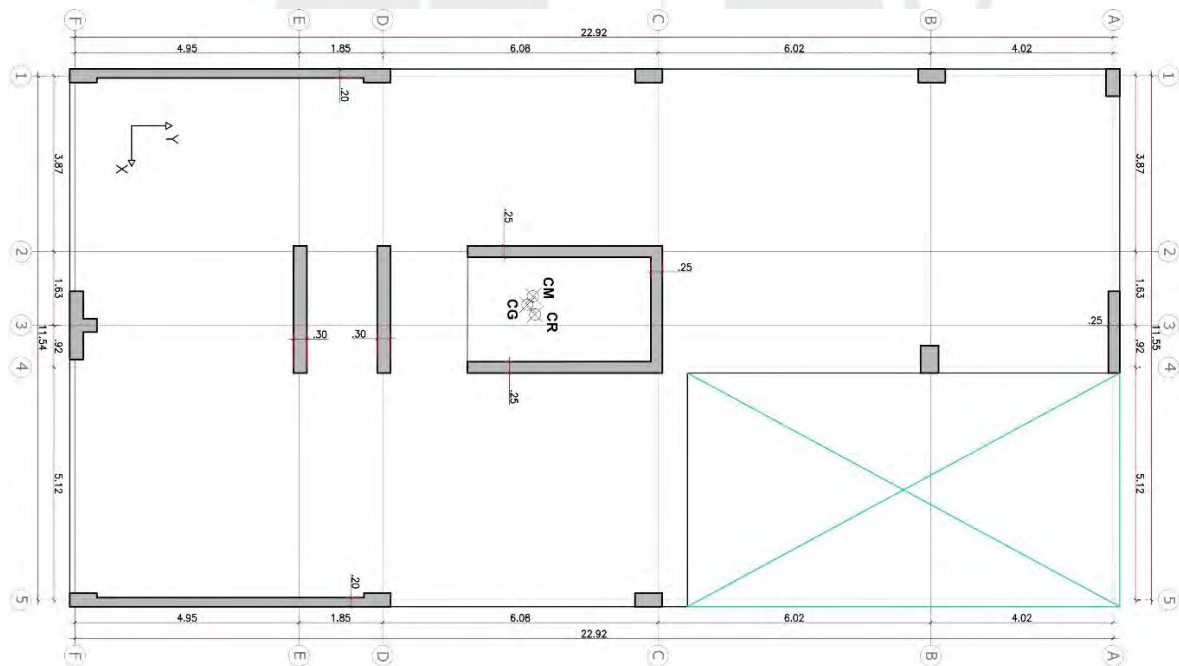 F E D C B A
22.92
4.95 1.85 6.08 6.02 4.02
1 1
.20
Y
X
3.87 3.87
2 2
.25
.25
CM
CG
CR
1.63 1.63
3 3
.30 .30 .25
11.54 11.55
.92 .92
4 4
.25
5.12 5.12
.20 .20
5 5
4.95 1.85 6.08 6.02 4.02
22.92
F E D C B A